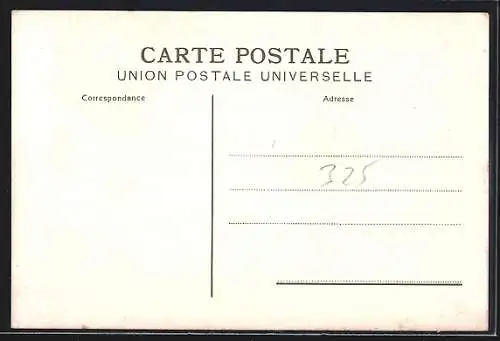 CARTE POSTALE
UNION POSTALE UNIVERSELLE
Correspondance
Adresse
325